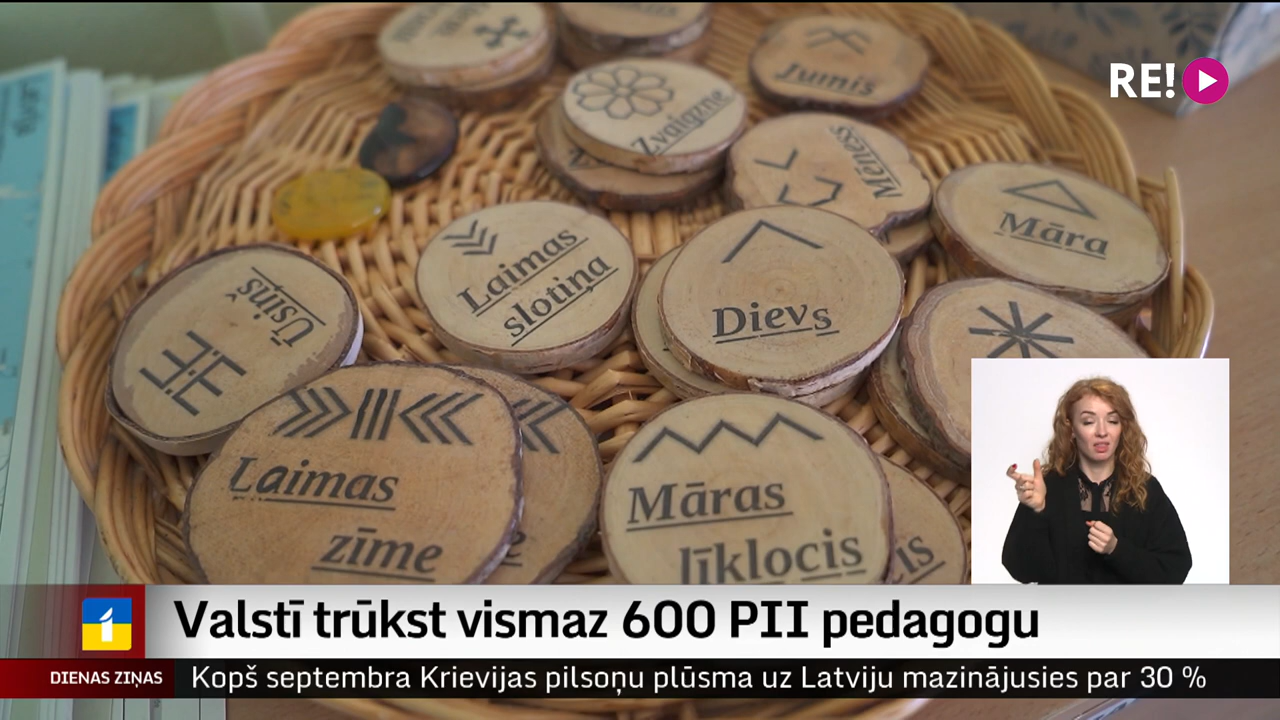 RE!
Jumis
Zvaigzne
Mēness
Māra
Laimas
slotiņa
Dievs
Ūsiņš
Laimas
zīme
Māras
līklocis
1
Valstī trūkst vismaz 600 PII pedagogu
DIENAS ZIŅAS
Kopš septembra Krievijas pilsoņu plūsma uz Latviju mazinājusies par 30 %